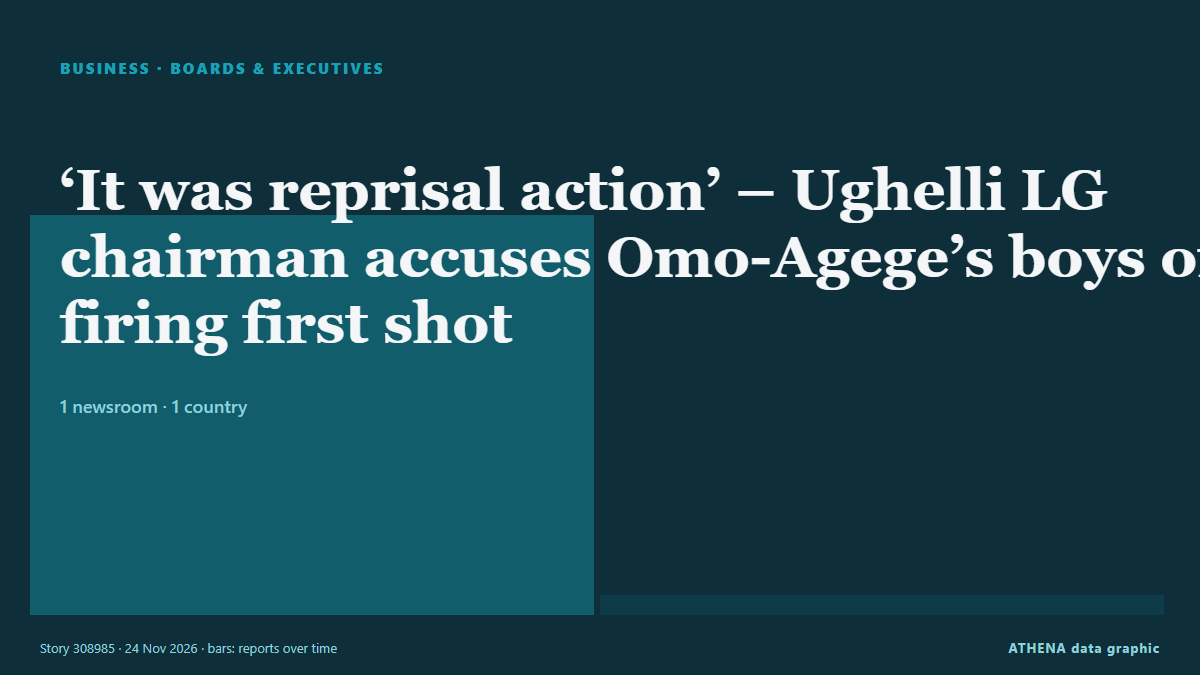 BUSINESS · BOARDS & EXECUTIVES
‘It was reprisal action’ – Ughelli LG
chairman accuses Omo-Agege’s boys
firing first shot
1 newsroom · 1 country
Story 308985 · 24 Nov 2026 · bars: reports over time
ATHENA data graphic